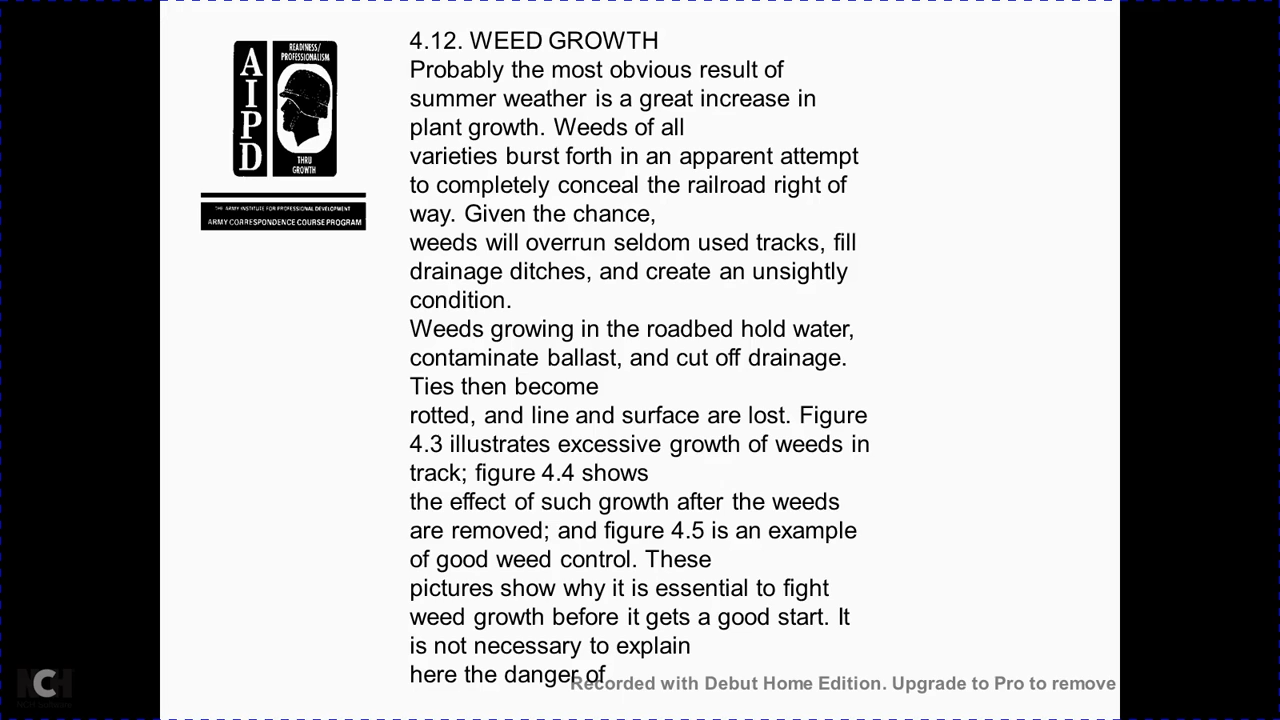 AIPD
READINESS/
PROFESSIONALISM
THRU
GROWTH
THE ARMY INSTITUTE FOR PROFESSIONAL DEVELOPMENT
ARMY CORRESPONDENCE COURSE PROGRAM
4.12. WEED GROWTH
Probably the most obvious result of
summer weather is a great increase in
plant growth. Weeds of all
varieties burst forth in an apparent attempt
to completely conceal the railroad right of
way. Given the chance,
weeds will overrun seldom used tracks, fill
drainage ditches, and create an unsightly
condition.
Weeds growing in the roadbed hold water,
contaminate ballast, and cut off drainage.
Ties then become
rotted, and line and surface are lost. Figure
4.3 illustrates excessive growth of weeds in
track; figure 4.4 shows
the effect of such growth after the weeds
are removed; and figure 4.5 is an example
of good weed control. These
pictures show why it is essential to fight
weed growth before it gets a good start. It
is not necessary to explain
here the danger of
Recorded with Debut Home Edition. Upgrade to Pro to remove
NCH